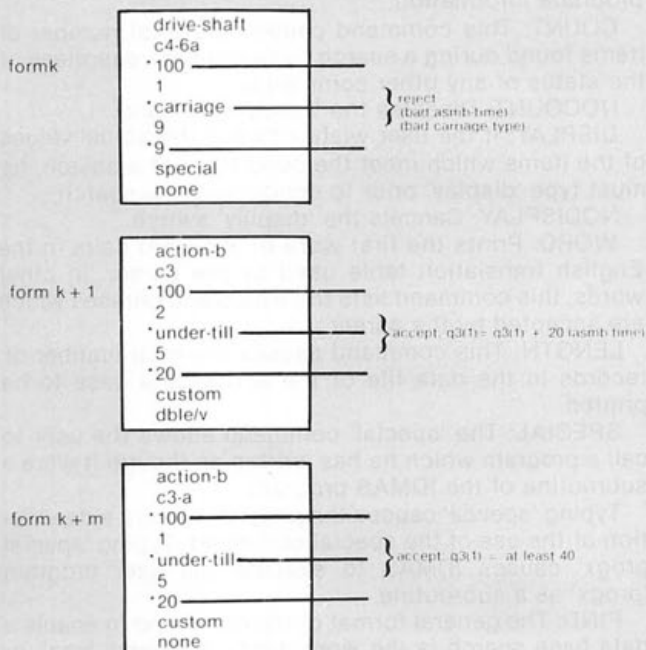 drive-shaft
c4-6a
formk
*100
1
*carriage
9
*9
special
none
reject
(bad asmb-time)
(bad carriage type)
action-b
c3
form k + 1
*100
2
*under-till
5
*20
custom
dble/v
accept: q3(1)= q3(1) + 20 (asmb-time)
action-b
c3-a
form k + m
*100
1
*under-till
5
*20
custom
none
accept: q3(1) = at least 40